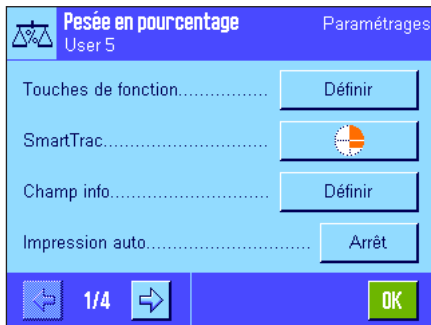 Pesée en pourcentage Paramétrages
User 5
Touches de fonction.................. Définir
SmartTrac................................
Champ info............................... Définir
Impression auto................................ Arrêt
1/4 OK